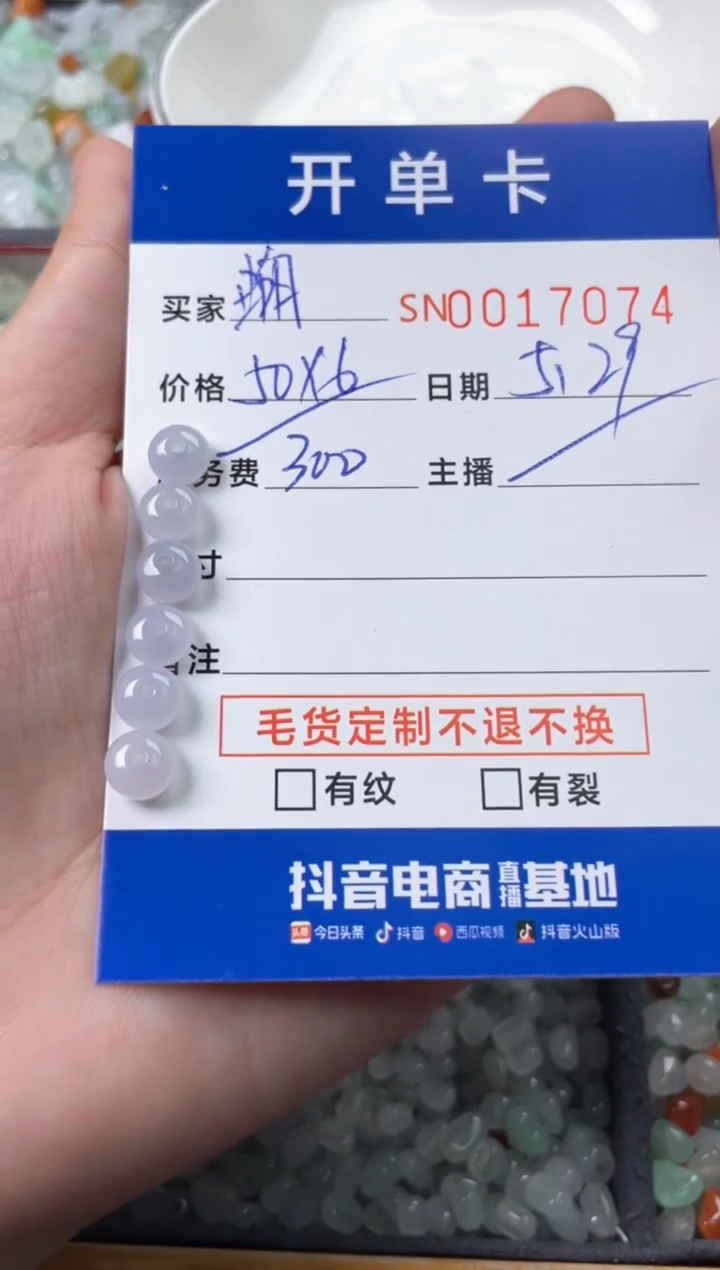 开单卡
买家 SN0017074
价格 50X6 日期 5.29
务费 300 主播
寸
注
毛货定制不退不换
有纹 有裂
抖音电商直播基地
头条 今日头条 抖音 西瓜视频 抖音火山版